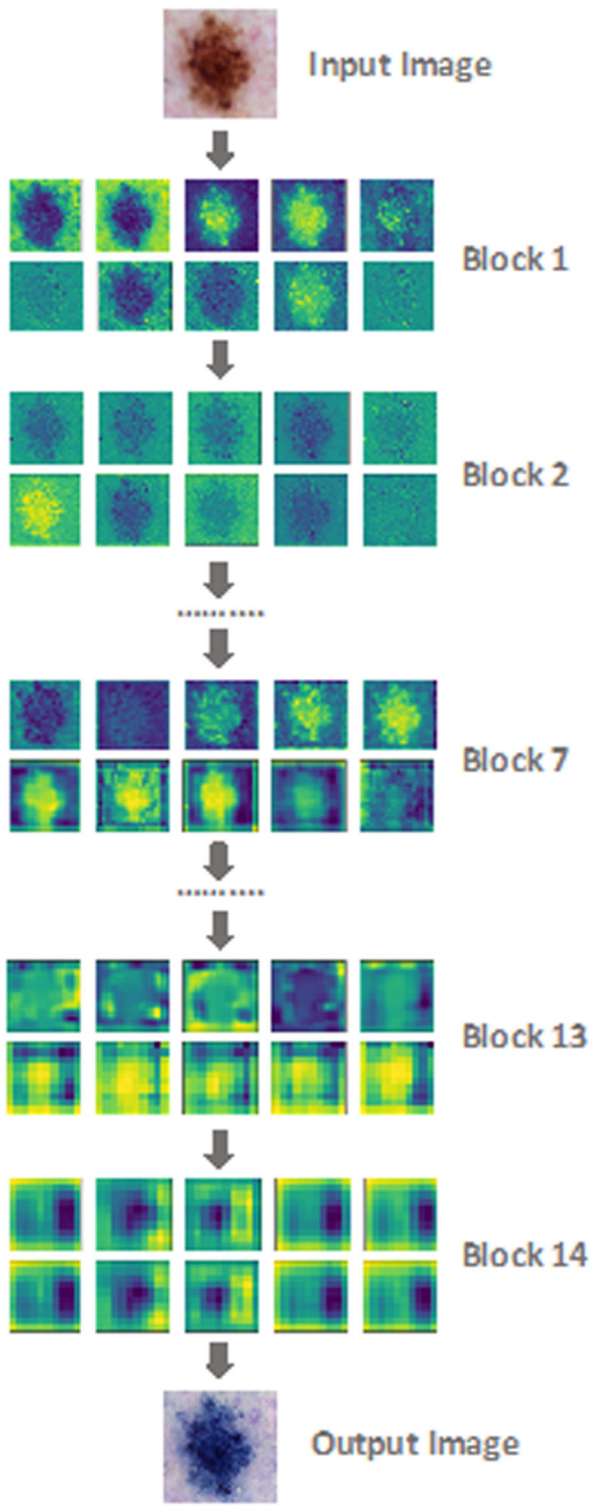 Input Image
Block 1
Block 2
..........
Block 7
..........
Block 13
Block 14
Output Image